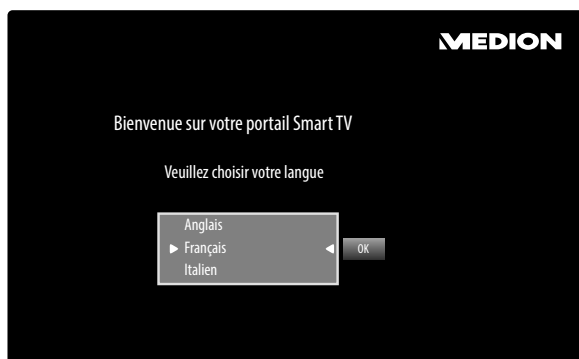 MEDION
Bienvenue sur votre portail Smart TV
Veuillez choisir votre langue
Anglais
Français
OK
Italien